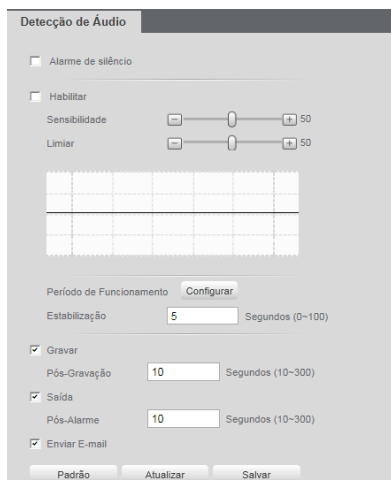 Detecção de Áudio
Alarme de silêncio
Habilitar
Sensibilidade - + 50
Limiar - + 50
Período de Funcionamento Configurar
Estabilização 5 Segundos (0~100)
Gravar
Pós-Gravação 10 Segundos (10~300)
Saída
Pós-Alarme 10 Segundos (10~300)
Enviar E-mail
Padrão Atualizar Salvar